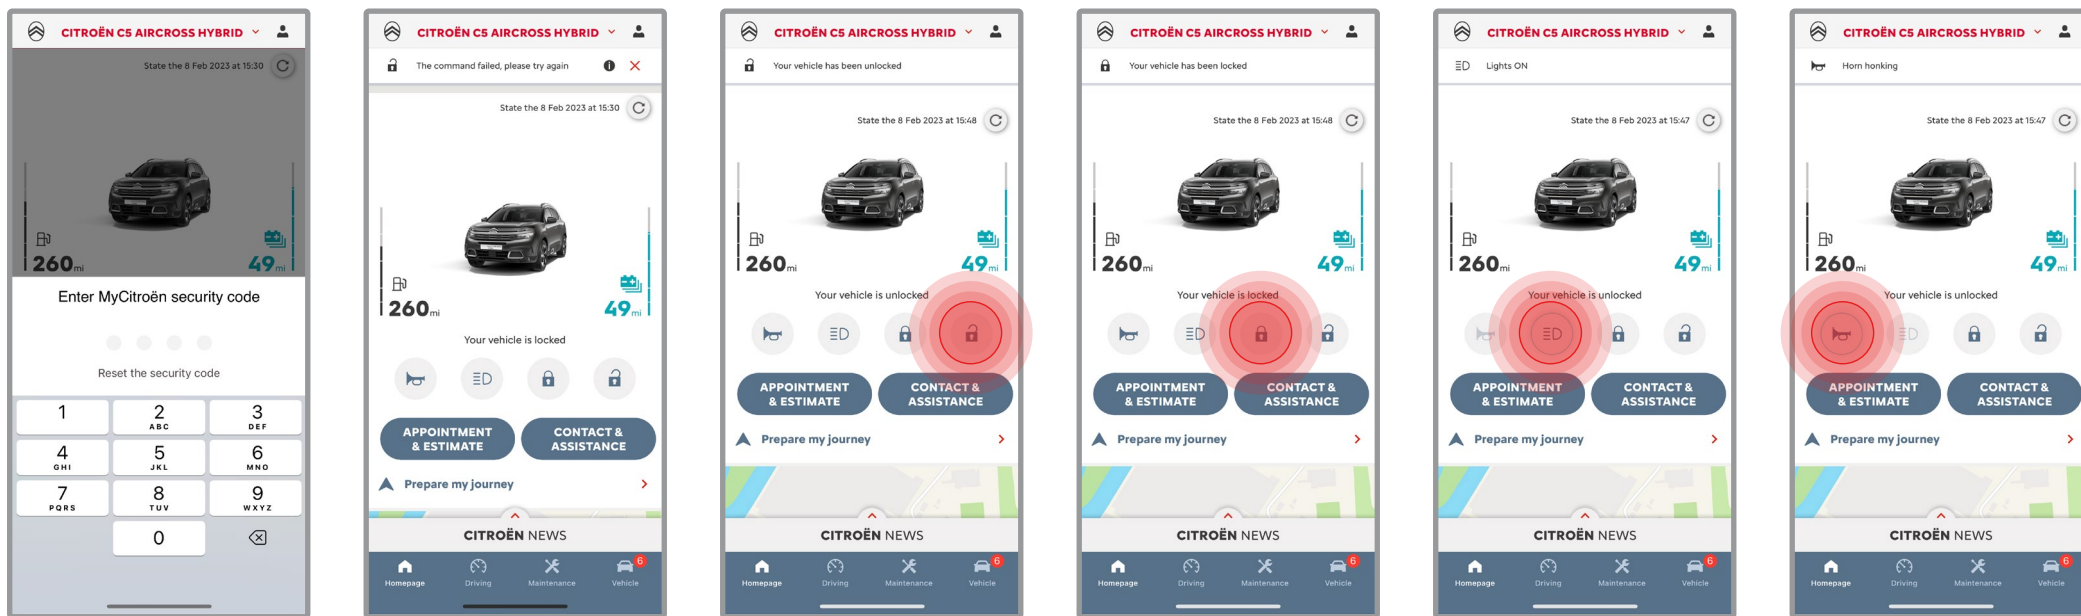 CITROËN C5 AIRCROSS HYBRID
State the 8 Feb 2023 at 15:30
260mi
49mi
Enter MyCitroën security code
Reset the security code
1
2
3
ABC
DEF
4
5
6
GHI
JKL
MNO
7
8
9
PQRS
TUV
WXYZ
0
CITROËN C5 AIRCROSS HYBRID
The command failed, please try again
State the 8 Feb 2023 at 15:30
260mi
49mi
Your vehicle is locked
APPOINTMENT
& ESTIMATE
CONTACT &
ASSISTANCE
Prepare my journey
CITROËN NEWS
6
Homepage
Driving
Maintenance
Vehicle
CITROËN C5 AIRCROSS HYBRID
Your vehicle has been unlocked
State the 8 Feb 2023 at 15:48
260mi
49mi
Your vehicle is unlocked
APPOINTMENT
& ESTIMATE
CONTACT &
ASSISTANCE
Prepare my journey
CITROËN NEWS
6
Homepage
Driving
Maintenance
Vehicle
CITROËN C5 AIRCROSS HYBRID
Your vehicle has been locked
State the 8 Feb 2023 at 15:48
260mi
49mi
Your vehicle is locked
APPOINTMENT
& ESTIMATE
CONTACT &
ASSISTANCE
Prepare my journey
CITROËN NEWS
6
Homepage
Driving
Maintenance
Vehicle
CITROËN C5 AIRCROSS HYBRID
Lights ON
State the 8 Feb 2023 at 15:47
260mi
49mi
Your vehicle is unlocked
APPOINTMENT
& ESTIMATE
CONTACT &
ASSISTANCE
Prepare my journey
CITROËN NEWS
6
Homepage
Driving
Maintenance
Vehicle
CITROËN C5 AIRCROSS HYBRID
Horn honking
State the 8 Feb 2023 at 15:47
260mi
49mi
Your vehicle is unlocked
APPOINTMENT
& ESTIMATE
CONTACT &
ASSISTANCE
Prepare my journey
CITROËN NEWS
6
Homepage
Driving
Maintenance
Vehicle